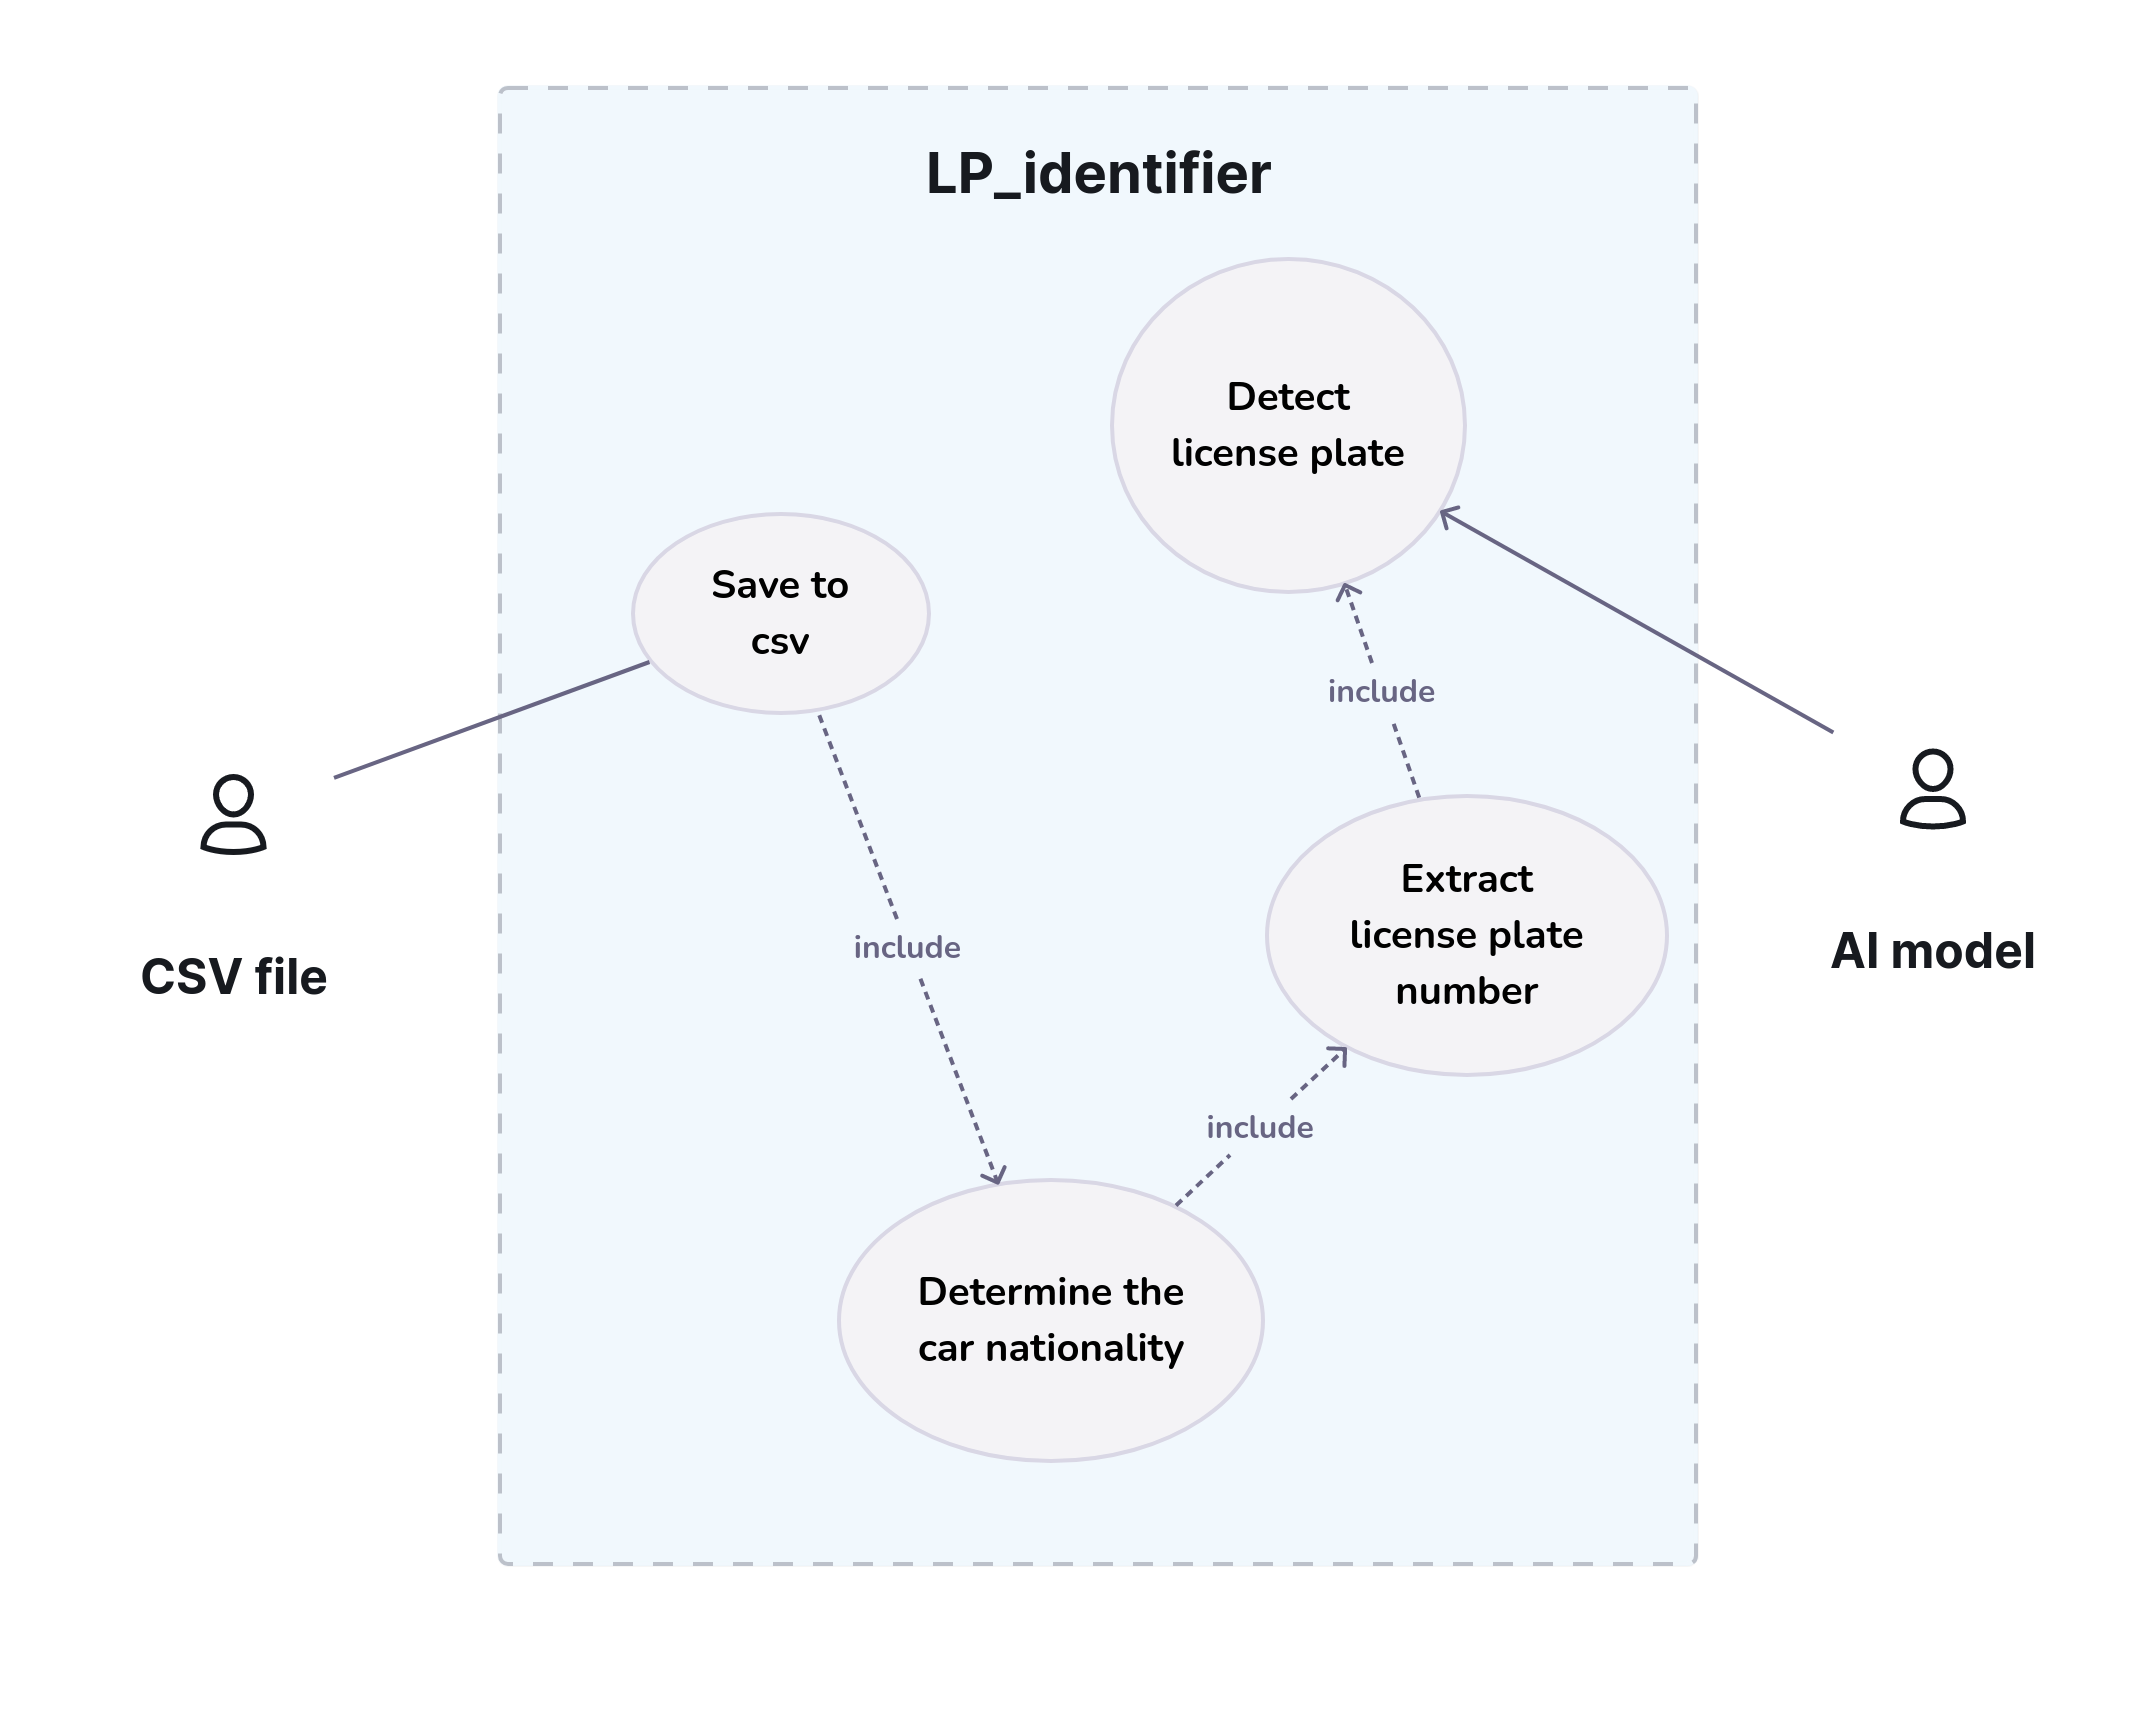 LP_identifier
Detect
license plate
Save to
csv
include
Extract
license plate
number
include
CSV file
AI model
include
Determine the
car nationality